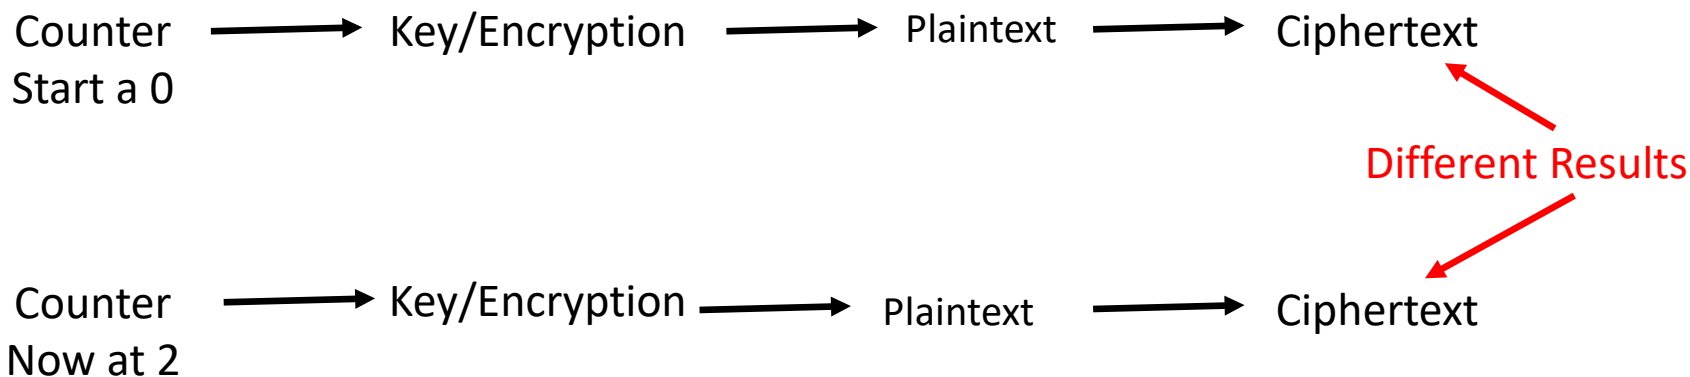 Counter
Start a 0
Key/Encryption
Plaintext
Ciphertext
Different Results
Counter
Now at 2
Key/Encryption
Plaintext
Ciphertext